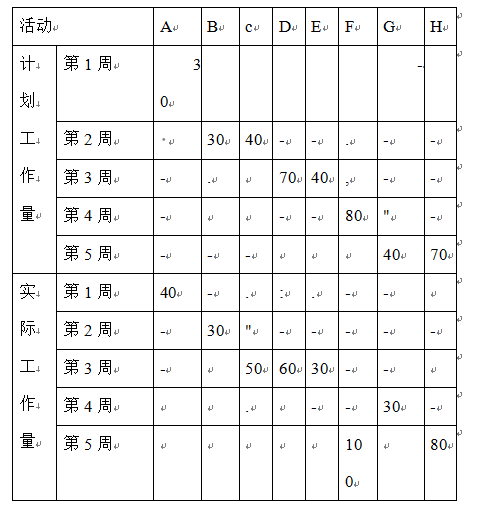 活动 A B c D E F G H
计划工作量 第1周 30 -
第2周 * 30 40 - - . - -
第3周 - . 70 40 , - -
第4周 - - - 80 " -
第5周 - - - 40 70
实际工作量 第1周 40 - . : . - -
第2周 - 30 " - - - - -
第3周 - 50 60 30 - -
第4周 . - - 30 -
第5周 100 80